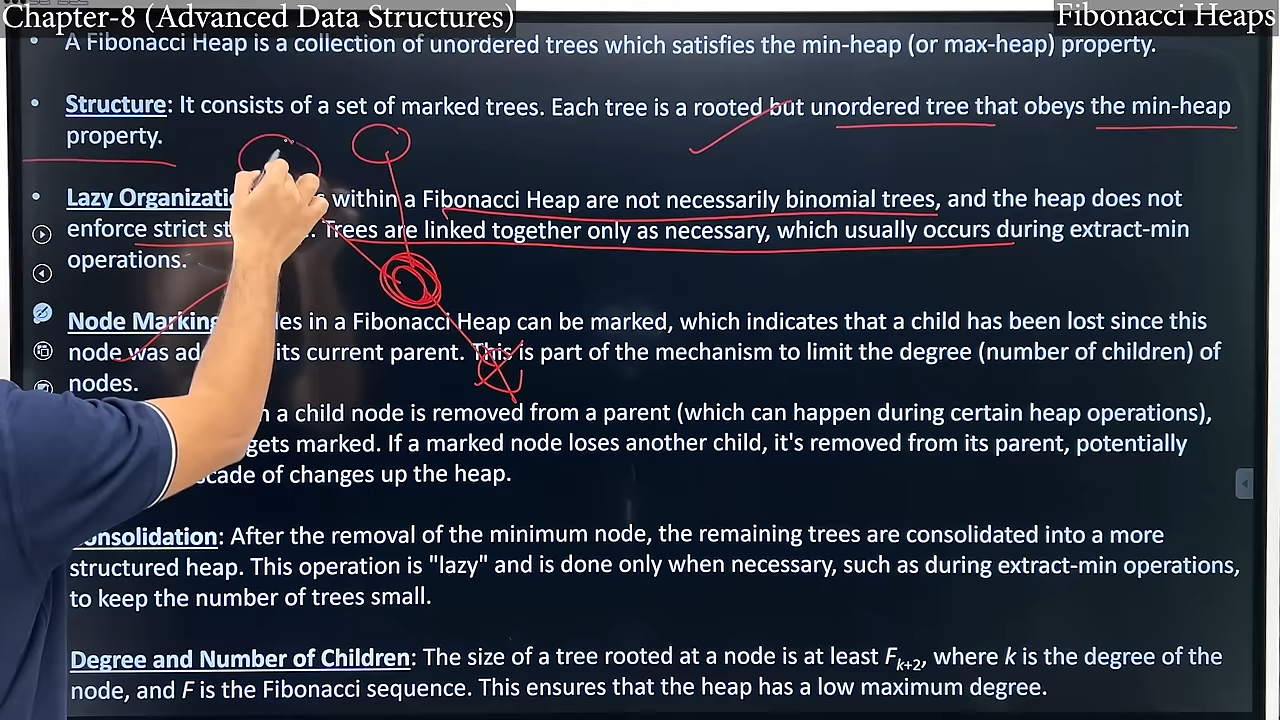 Chapter-8 (Advanced Data Structures)
Fibonacci Heaps
• A Fibonacci Heap is a collection of unordered trees which satisfies the min-heap (or max-heap) property.
• Structure: It consists of a set of marked trees. Each tree is a rooted but unordered tree that obeys the min-heap
property.
• Lazy Organizati within a Fibonacci Heap are not necessarily binomial trees, and the heap does not
enforce strict st Trees are linked together only as necessary, which usually occurs during extract-min
operations.
Node Marking in a Fibonacci Heap can be marked, which indicates that a child has been lost since this
node was ad its current parent. This is part of the mechanism to limit the degree (number of children) of
nodes.
a child node is removed from a parent (which can happen during certain heap operations),
gets marked. If a marked node loses another child, it's removed from its parent, potentially
of changes up the heap.
Consolidation: After the removal of the minimum node, the remaining trees are consolidated into a more
structured heap. This operation is "lazy" and is done only when necessary, such as during extract-min operations,
to keep the number of trees small.
Degree and Number of Children: The size of a tree rooted at a node is at least Fk+2, where k is the degree of the
node, and F is the Fibonacci sequence. This ensures that the heap has a low maximum degree.